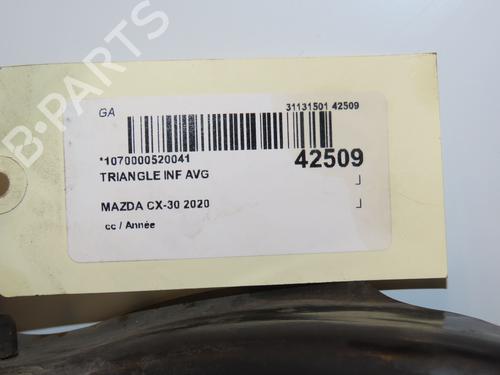 B-PARTS
GA
31131501 42509
*1070000520041
42509
TRIANGLE INF AVG
MAZDA CX-30 2020
cc / Année